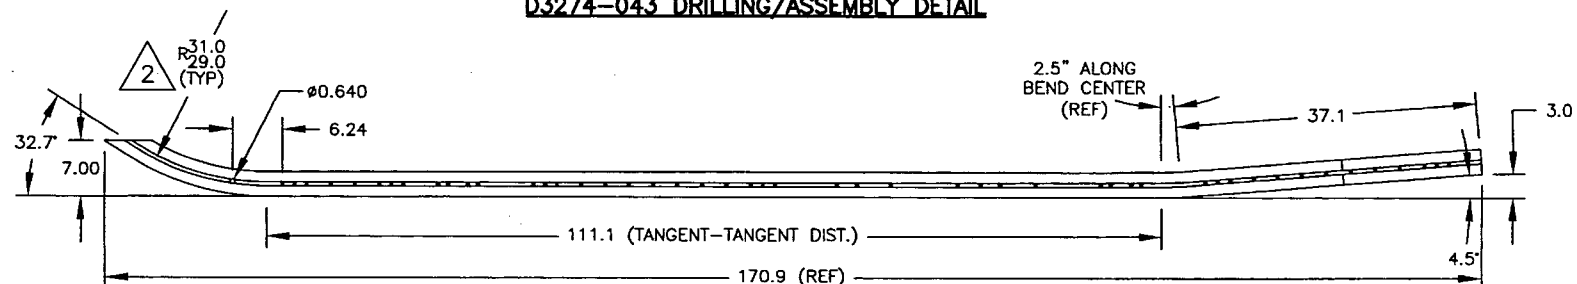 D3274-043 DRILLING/ASSEMBLY DETAIL
2
R31.0
29.0
(TYP)
ø0.640
6.24
32.7°
7.00
2.5" ALONG
BEND CENTER
(REF)
37.1
3.0
111.1 (TANGENT-TANGENT DIST.)
4.5°
170.9 (REF)